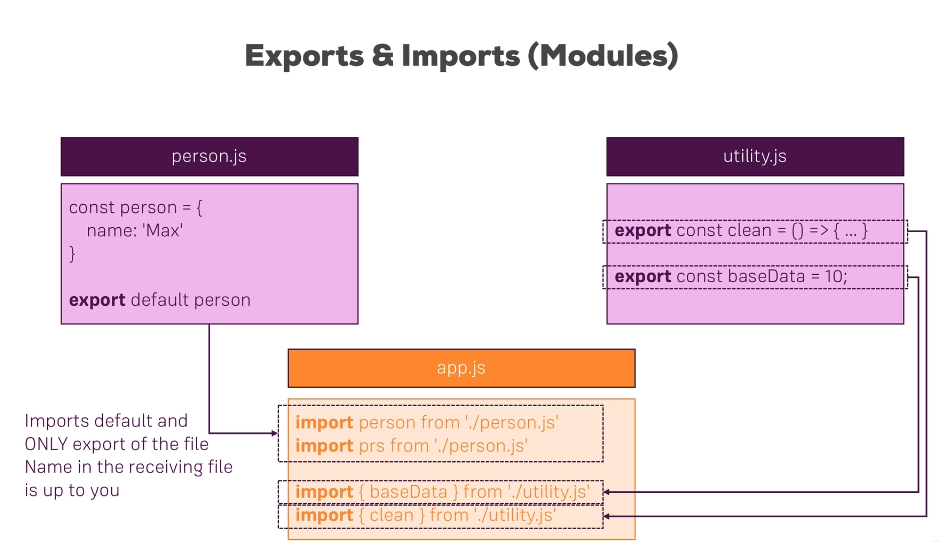 Exports & Imports (Modules)
person.js
const person = {
name: 'Max'
}
export default person
utility.js
export const clean = () => { ... }
export const baseData = 10;
app.js
import person from './person.js'
import prs from './person.js'
import { baseData } from './utility.js'
import { clean } from './utility.js'
Imports default and
ONLY export of the file
Name in the receiving file
is up to you